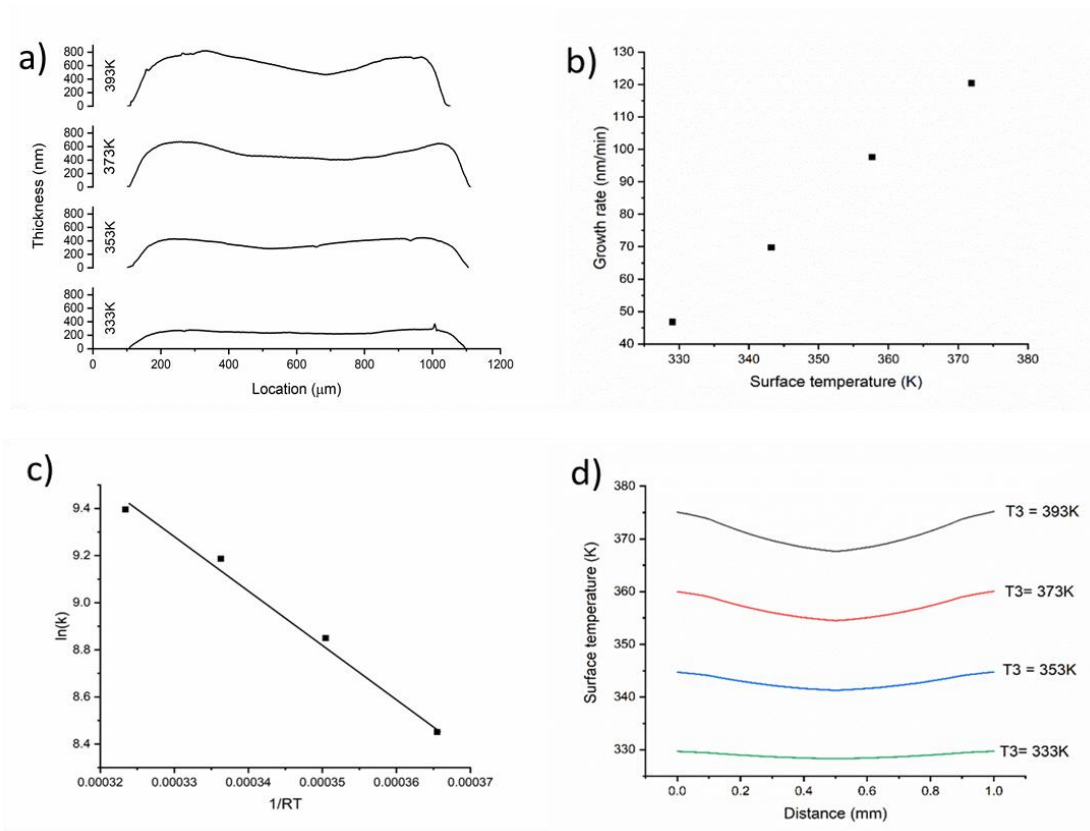 a)
Thickness (nm)
393K
800
600
400
200
0
373K
800
600
400
200
0
353K
800
600
400
200
0
333K
800
600
400
200
0
0 200 400 600 800 1000 1200
Location (μm)
b)
Growth rate (nm/min)
130
120
110
100
90
80
70
60
50
40
330 340 350 360 370 380
Surface temperature (K)
c)
ln(k)
9.4
9.2
9.0
8.8
8.6
8.4
0.00032 0.00033 0.00034 0.00035 0.00036 0.00037
1/RT
d)
Surface temperature (K)
380
370
360
350
340
330
T3 = 393K
T3= 373K
T3 = 353K
T3= 333K
0.0 0.2 0.4 0.6 0.8 1.0
Distance (mm)